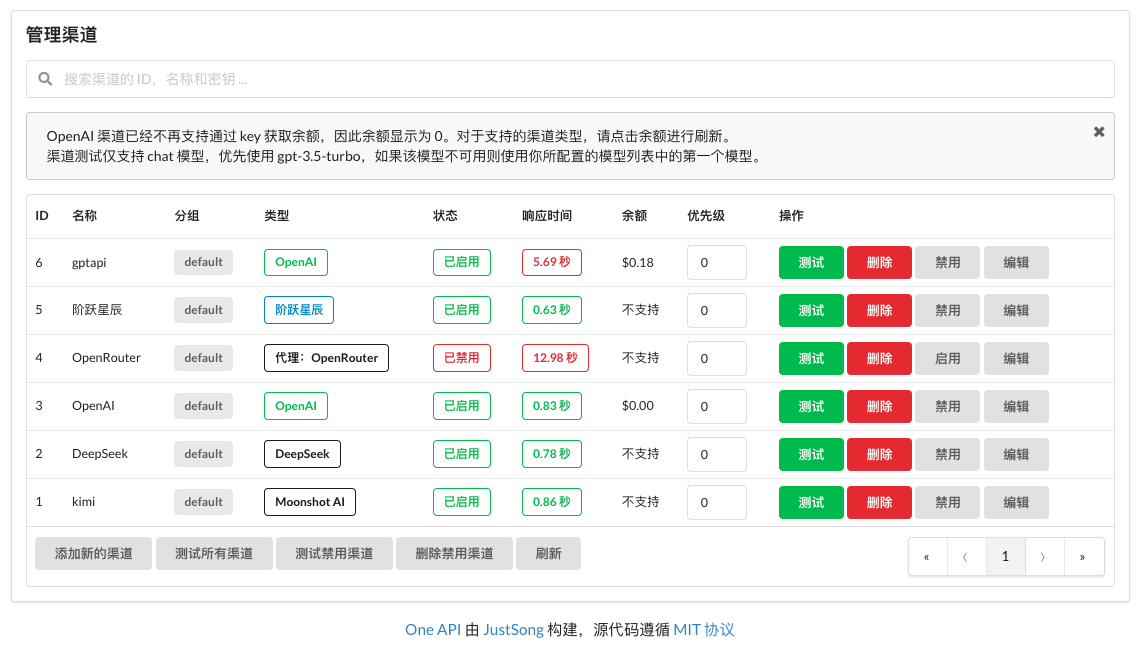 管理渠道
搜索渠道的 ID，名称和密钥 ...
OpenAI 渠道已经不再支持通过 key 获取余额，因此余额显示为 0。对于支持的渠道类型，请点击余额进行刷新。
渠道测试仅支持 chat 模型，优先使用 gpt-3.5-turbo，如果该模型不可用则使用你所配置的模型列表中的第一个模型。
ID 名称 分组 类型 状态 响应时间 余额 优先级 操作
6 gptapi default OpenAI 已启用 5.69 秒 $0.18 0 测试 删除 禁用 编辑
5 阶跃星辰 default 阶跃星辰 已启用 0.63 秒 不支持 0 测试 删除 禁用 编辑
4 OpenRouter default 代理：OpenRouter 已禁用 12.98 秒 不支持 0 测试 删除 启用 编辑
3 OpenAI default OpenAI 已启用 0.83 秒 $0.00 0 测试 删除 禁用 编辑
2 DeepSeek default DeepSeek 已启用 0.78 秒 不支持 0 测试 删除 禁用 编辑
1 kimi default Moonshot AI 已启用 0.86 秒 不支持 0 测试 删除 禁用 编辑
添加新的渠道 测试所有渠道 测试禁用渠道 删除禁用渠道 刷新 « 〈 1 〉 »
One API 由 JustSong 构建，源代码遵循 MIT 协议